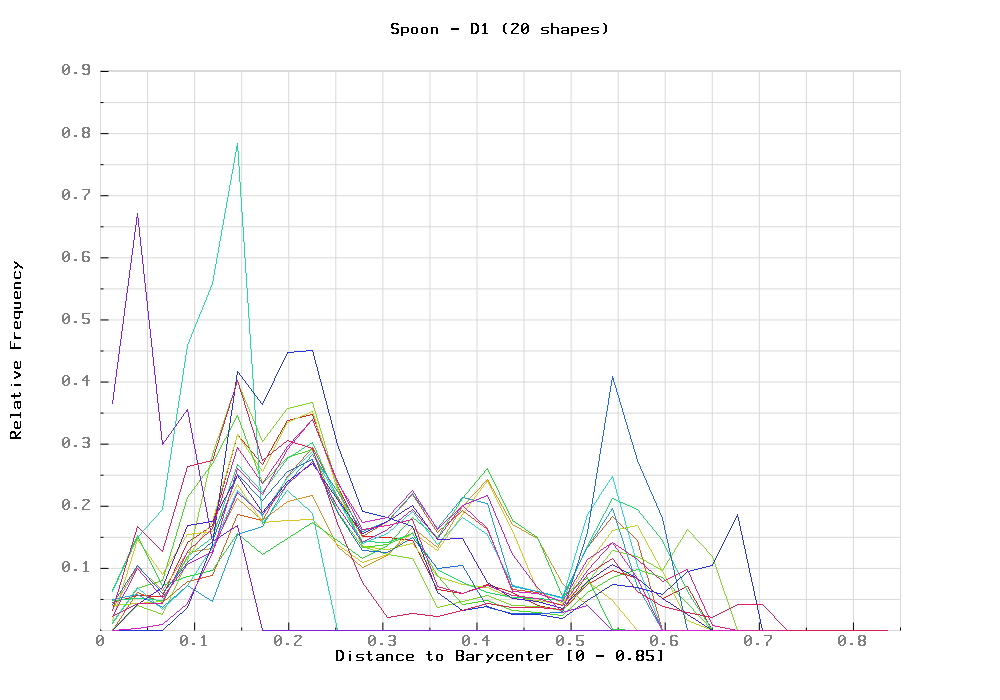 Spoon - D1 (20 shapes)
0.9
0.8
0.7
0.6
0.5
0.4
0.3
0.2
0.1
Relative Frequency
0 0.1 0.2 0.3 0.4 0.5 0.6 0.7 0.8
Distance to Barycenter [0 - 0.85]